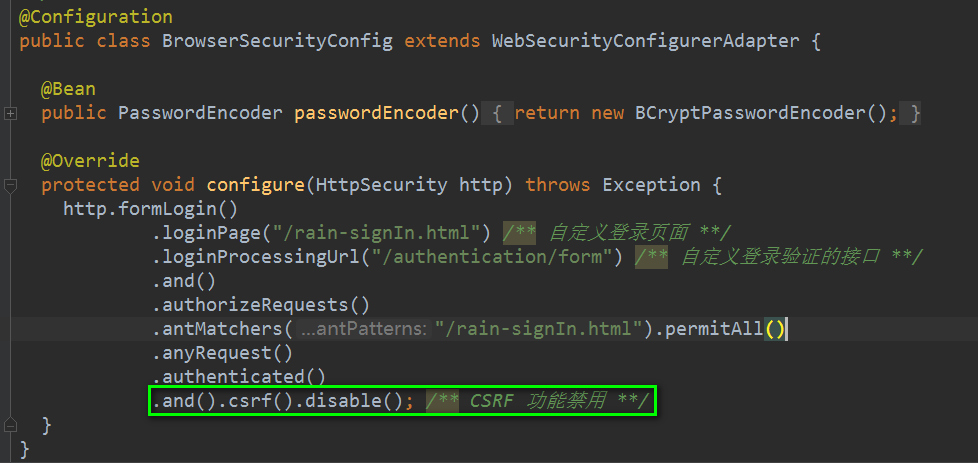 @Configuration
public class BrowserSecurityConfig extends WebSecurityConfigurerAdapter {
@Bean
public PasswordEncoder passwordEncoder() { return new BCryptPasswordEncoder(); }
@Override
protected void configure(HttpSecurity http) throws Exception {
http.formLogin()
.loginPage("/rain-signIn.html") /** 自定义登录页面 **/
.loginProcessingUrl("/authentication/form") /** 自定义登录验证的接口 **/
.and()
.authorizeRequests()
.antMatchers( ...antPatterns: "/rain-signIn.html").permitAll()
.anyRequest()
.authenticated()
.and().csrf().disable(); /** CSRF 功能禁用 **/
}
}